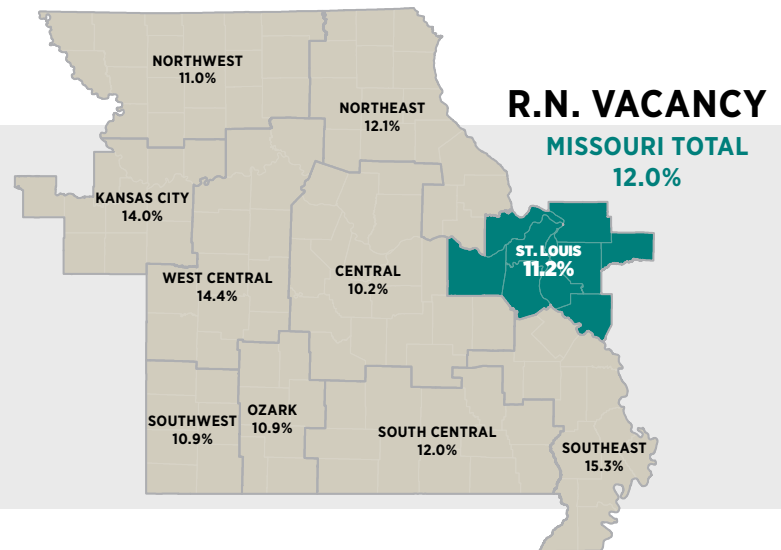 NORTHWEST
11.0%
NORTHEAST
12.1%
R.N. VACANCY
MISSOURI TOTAL
12.0%
KANSAS CITY
14.0%
ST. LOUIS
11.2%
WEST CENTRAL
14.4%
CENTRAL
10.2%
SOUTHWEST
10.9%
OZARK
10.9%
SOUTH CENTRAL
12.0%
SOUTHEAST
15.3%